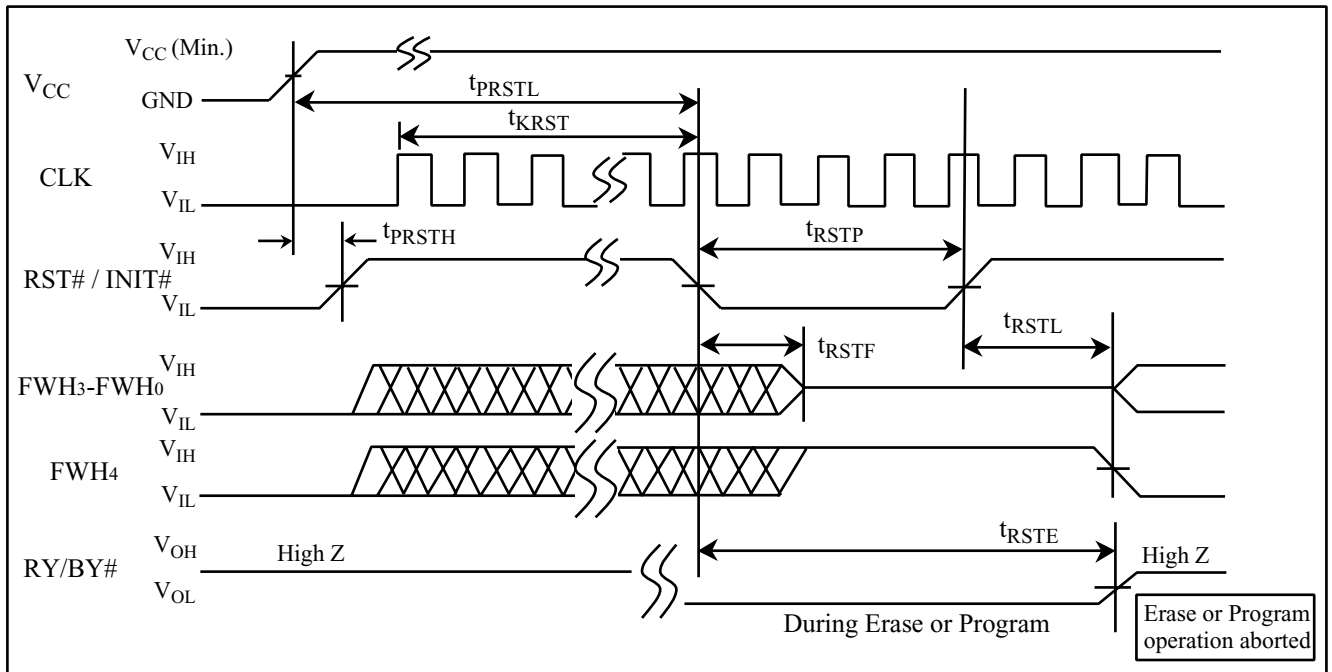 VCC (Min.)
VCC
GND
tPRSTL
tKRST
VIH
CLK
VIL
tPRSTH
tRSTP
VIH
RST# / INIT#
VIL
tRSTL
tRSTF
VIH
FWH3-FWH0
VIL
VIH
FWH4
VIL
tRSTE
VOH
High Z
High Z
RY/BY#
VOL
During Erase or Program
Erase or Program
operation aborted